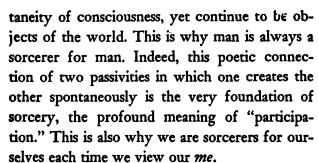 taneity of consciousness, yet continue to be ob-
jects of the world. This is why man is always a
sorcerer for man. Indeed, this poetic connec-
tion of two passivities in which one creates the
other spontaneously is the very foundation of
sorcery, the profound meaning of “participa-
tion.” This is also why we are sorcerers for our-
selves each time we view our me.